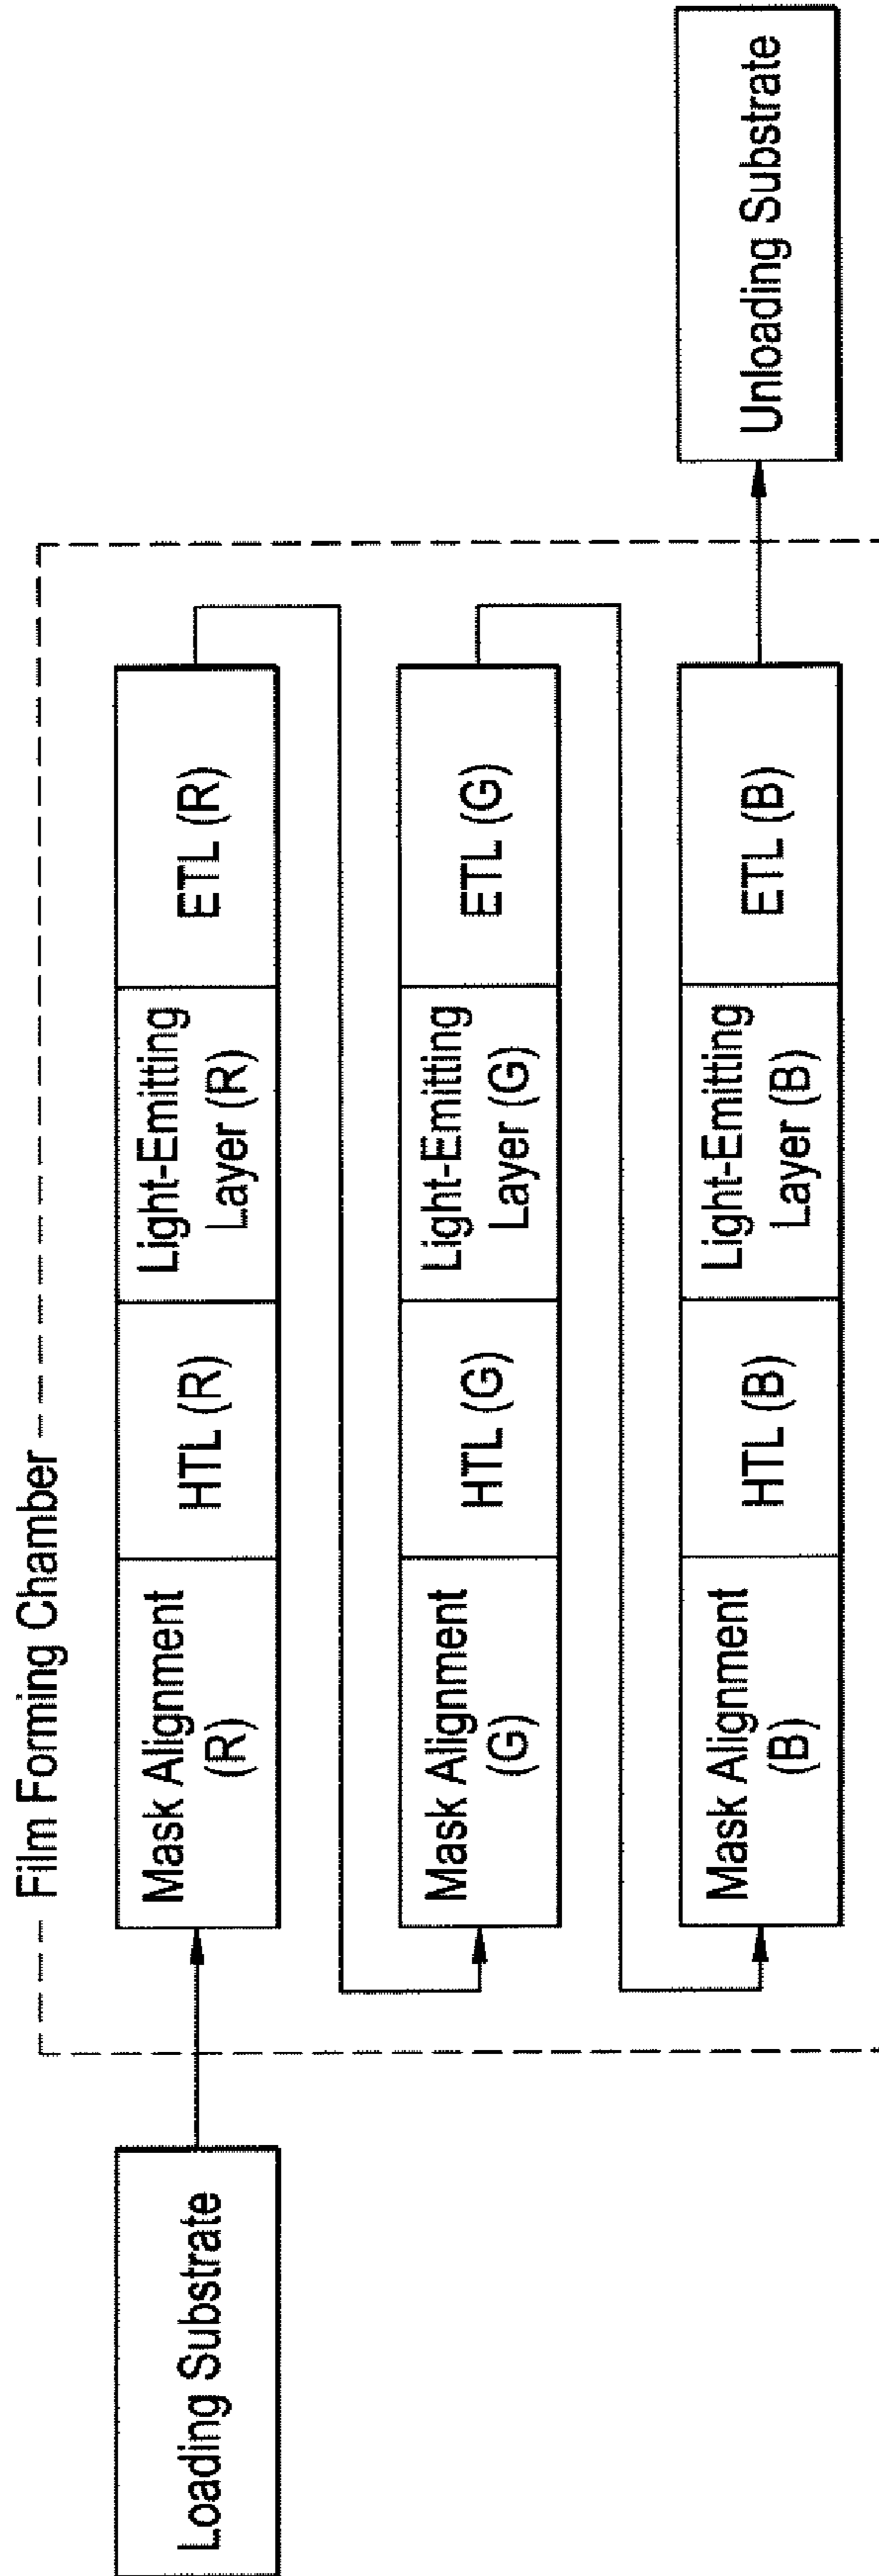 Film Forming Chamber
Loading Substrate
Mask Alignment
(R)
HTL (R)
Light-Emitting
Layer (R)
ETL (R)
Mask Alignment
(G)
HTL (G)
Light-Emitting
Layer (G)
ETL (G)
Mask Alignment
(B)
HTL (B)
Light-Emitting
Layer (B)
ETL (B)
Unloading Substrate